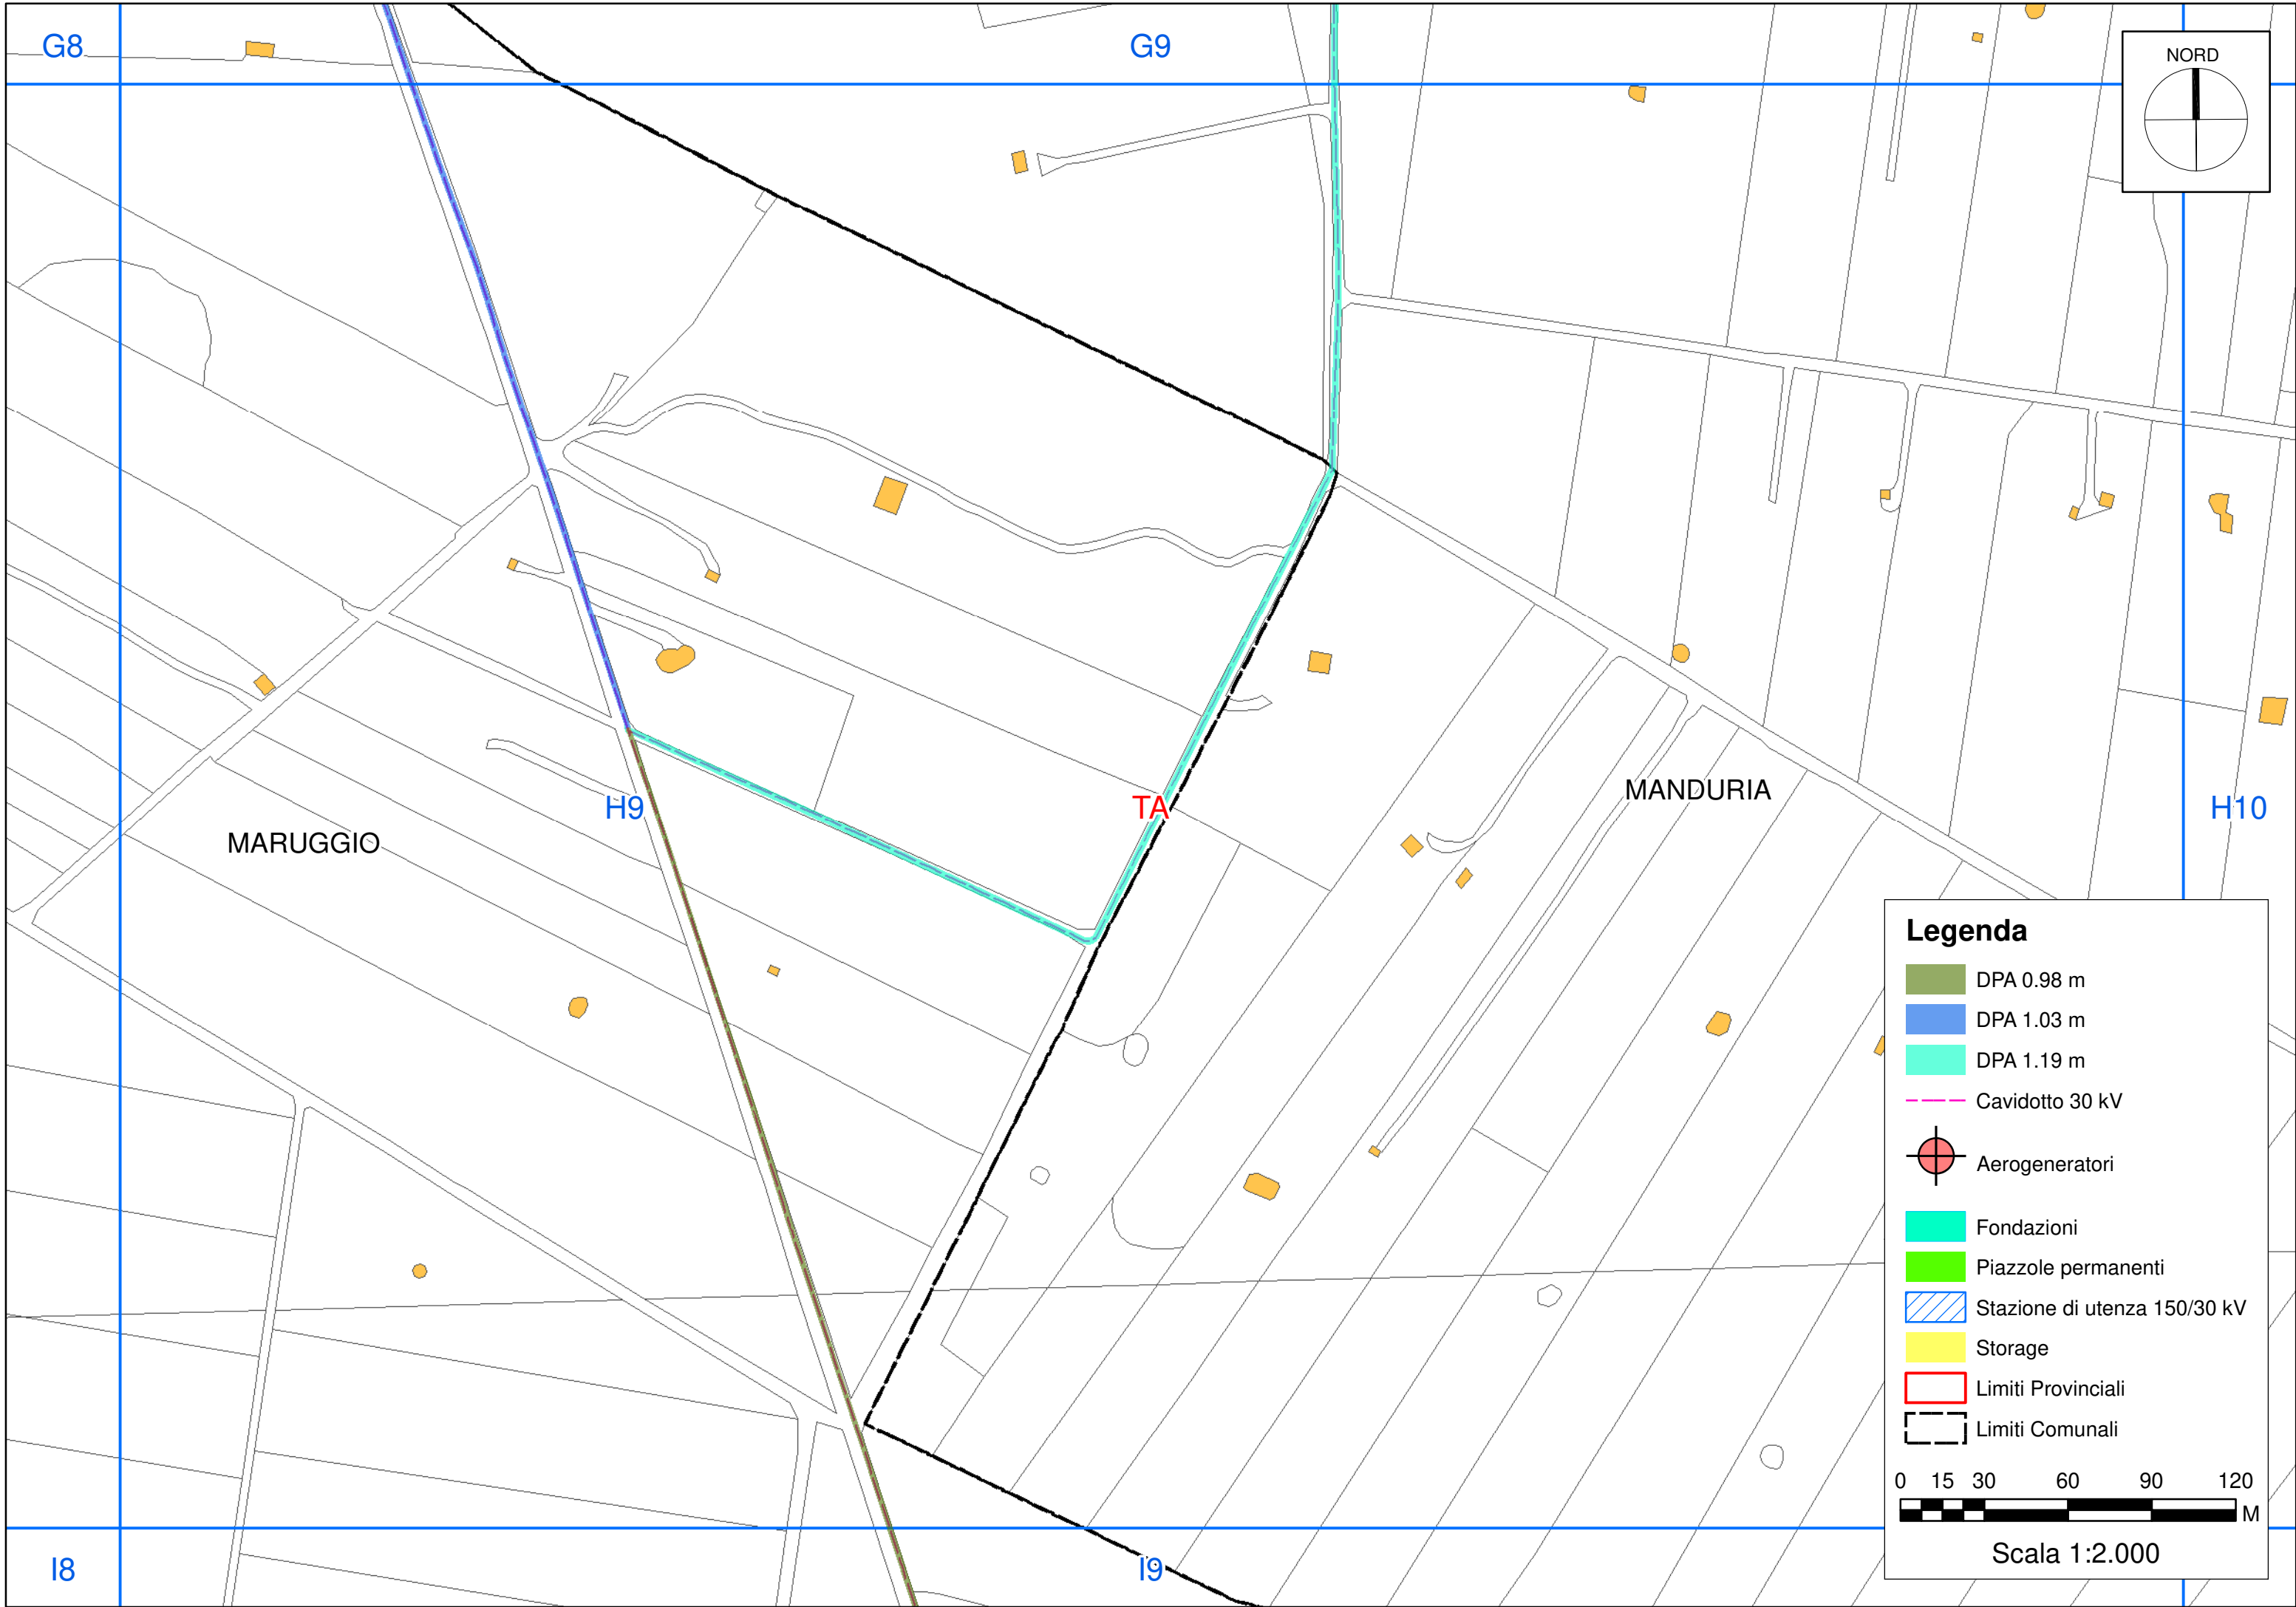 G8
G9
NORD
MARUGGIO
H9
TA
MANDURIA
H10
Legenda
DPA 0.98 m
DPA 1.03 m
DPA 1.19 m
Cavidotto 30 kV
Aerogeneratori
Fondazioni
Piazzole permanenti
Stazione di utenza 150/30 kV
Storage
Limiti Provinciali
Limiti Comunali
0 15 30 60 90 120
M
Scala 1:2.000
I8
I9